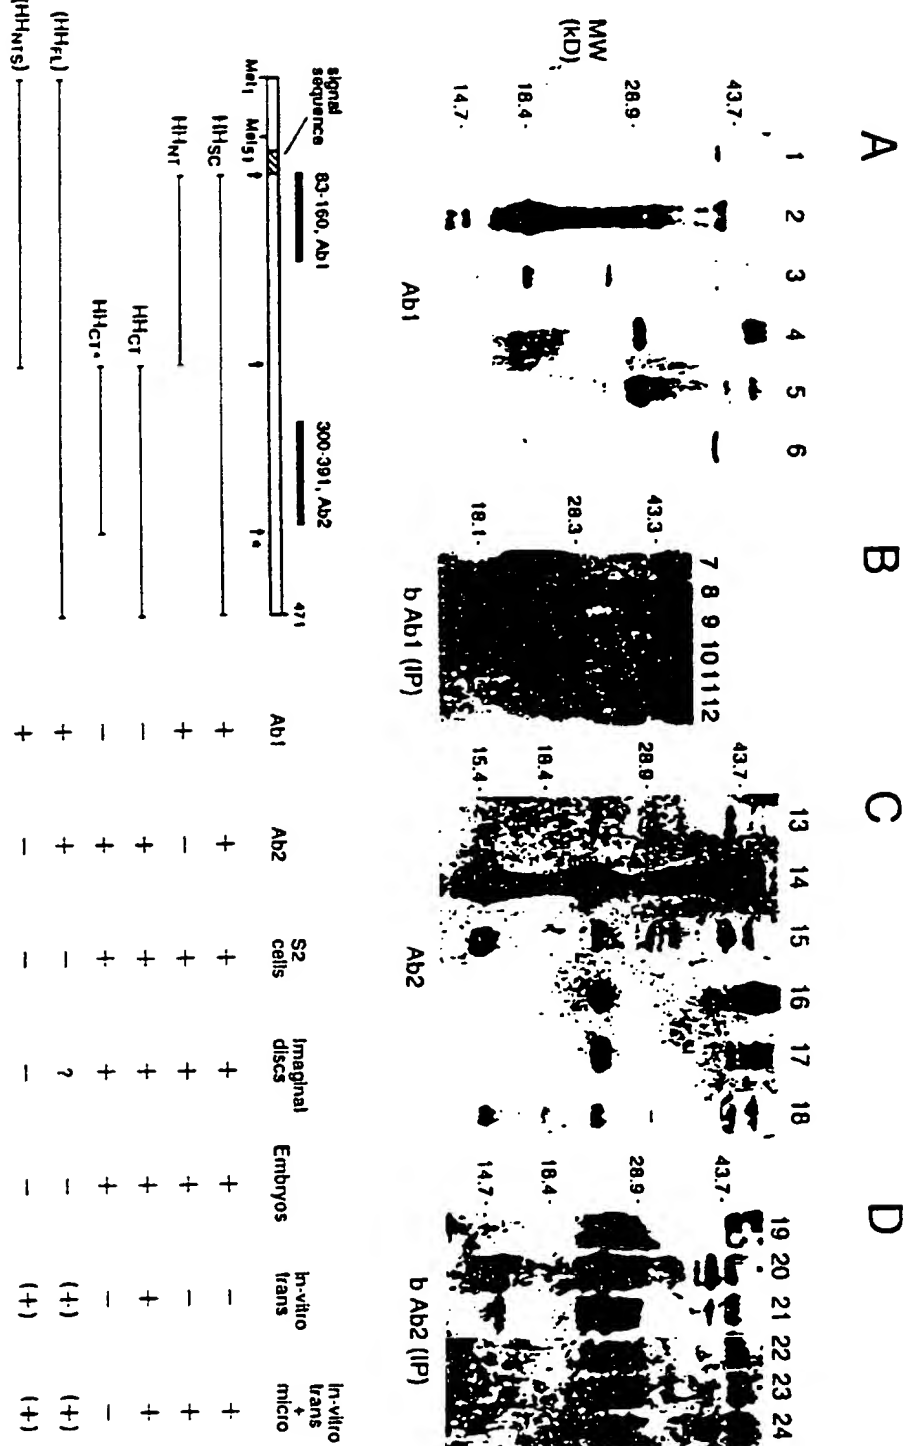 A
MW
(kD)
43.7 -
28.9 -
18.4 -
14.7 -
1 2 3 4 5 6
Ab1
B
43.3 -
28.3 -
18.1 -
7 8 9 10 11 12
b Ab1 (IP)
C
43.7 -
28.9 -
18.4 -
15.4 -
13 14 15 16 17 18
Ab2
D
43.7 -
28.9 -
18.4 -
14.7 -
19 20 21 22 23 24
b Ab2 (IP)
signal
sequence
83-160, Ab1
300-391, Ab2
Met1
Met51
*
471
Ab1 Ab2 S2 cells Imaginal discs Embryos In-vitro trans In-vitro trans + micro
HHSC + + + + + − +
HHNT + − + + + − +
HHCT − + + + + + +
HHCT* − + + + + − −
(HHFL) + + − ? − (+) (+)
(HHNTS) + − − − − (+) (+)